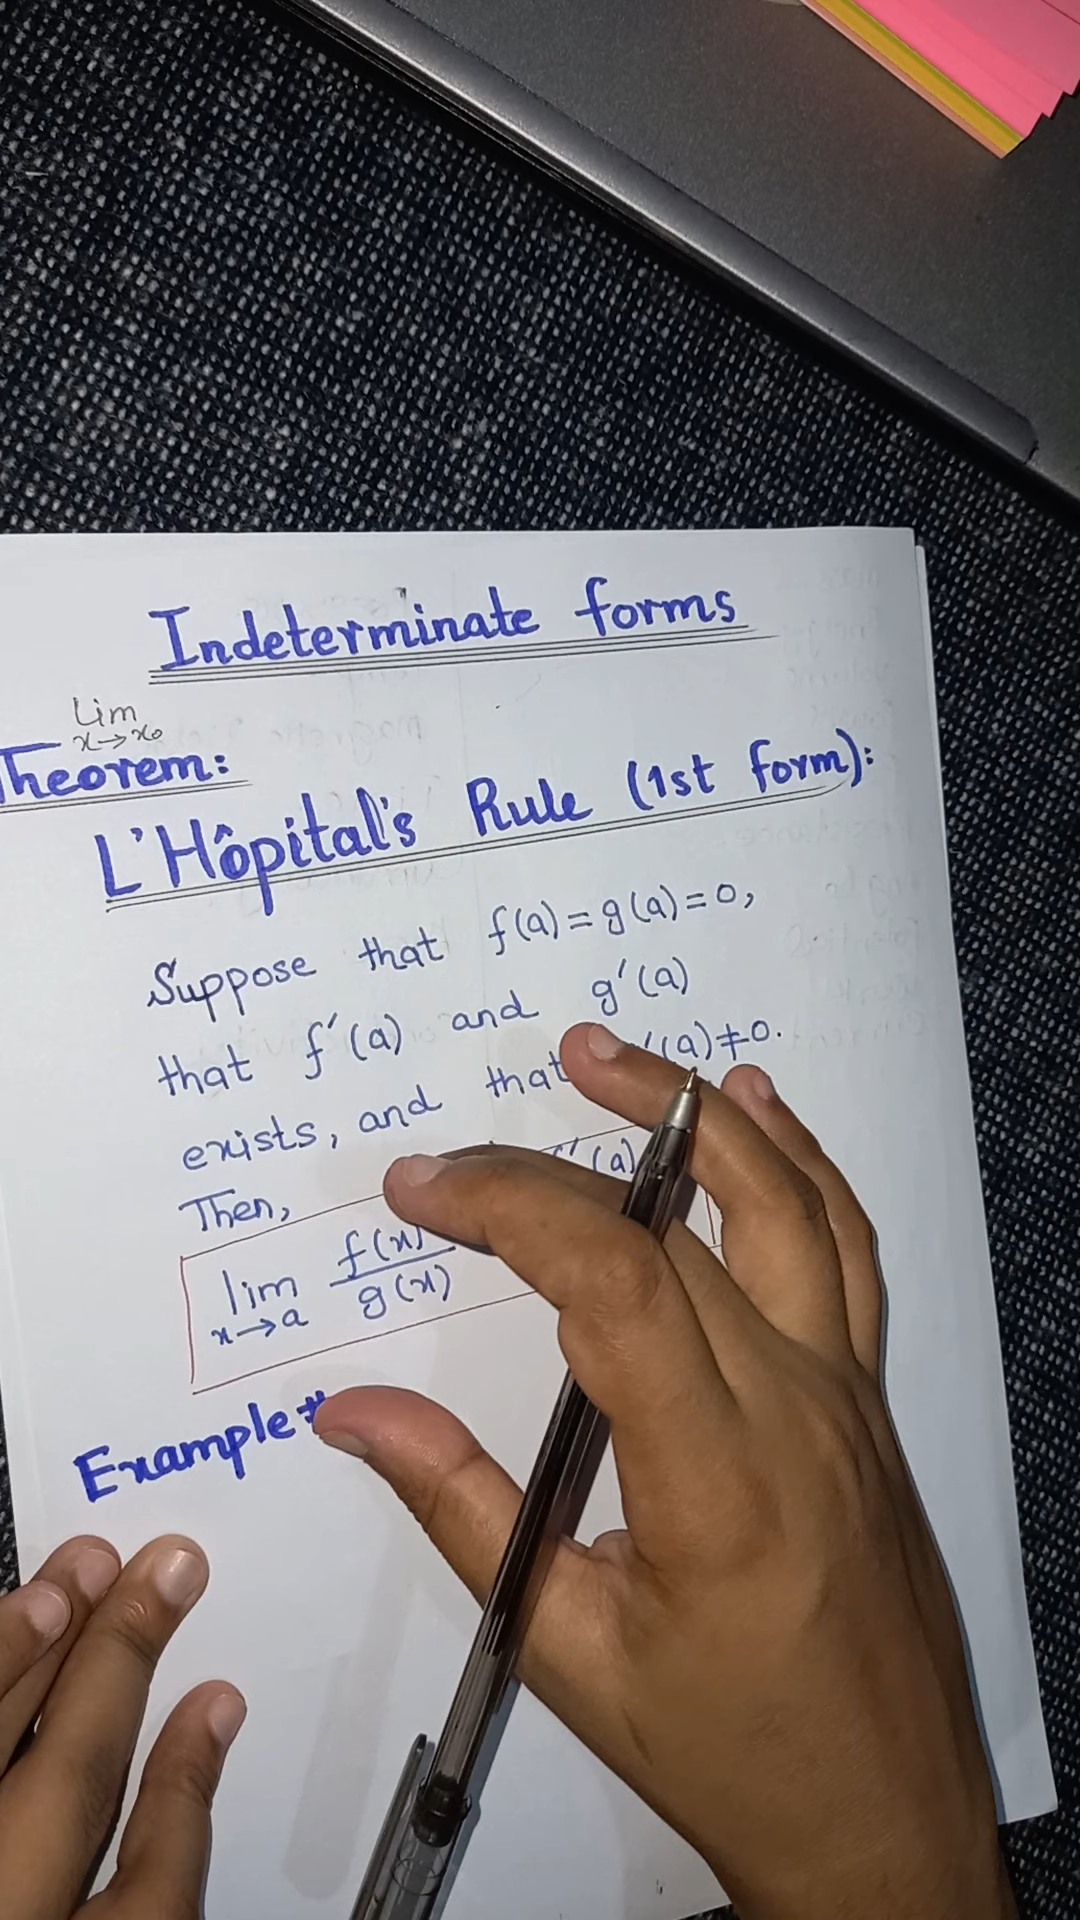 Indeterminate forms
Lim
x→x₀
Theorem:
L'Hôpital's Rule (1st form):
Suppose that f(a)=g(a)=0,
that f'(a) and g'(a)
exists, and that '(a)≠0.
Then,
f'(a)
lim f(x)/g(x)
x→a
Example#